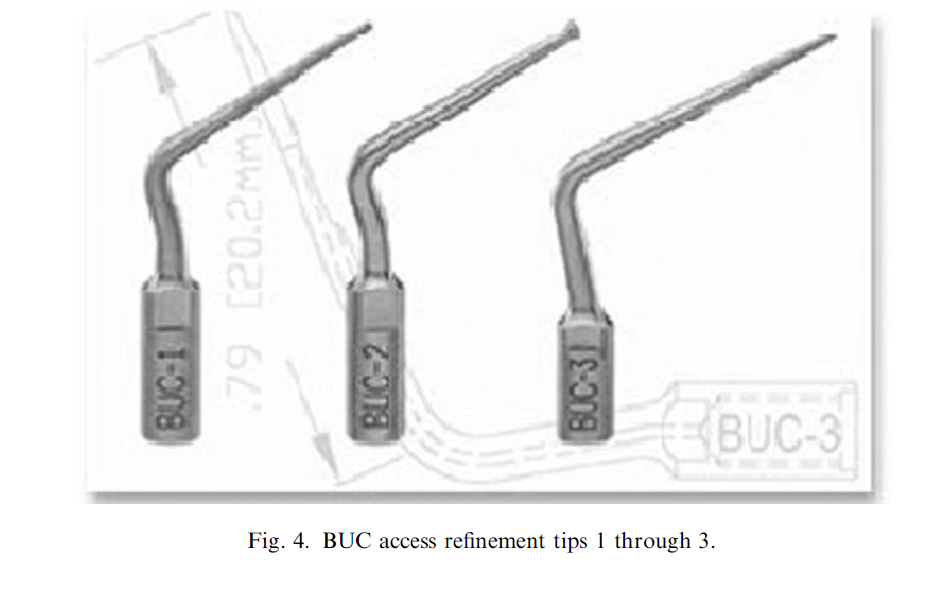 .79 [20.2mm]
BUC-1
BUC-2
BUC-3
BUC-3
Fig. 4. BUC access refinement tips 1 through 3.